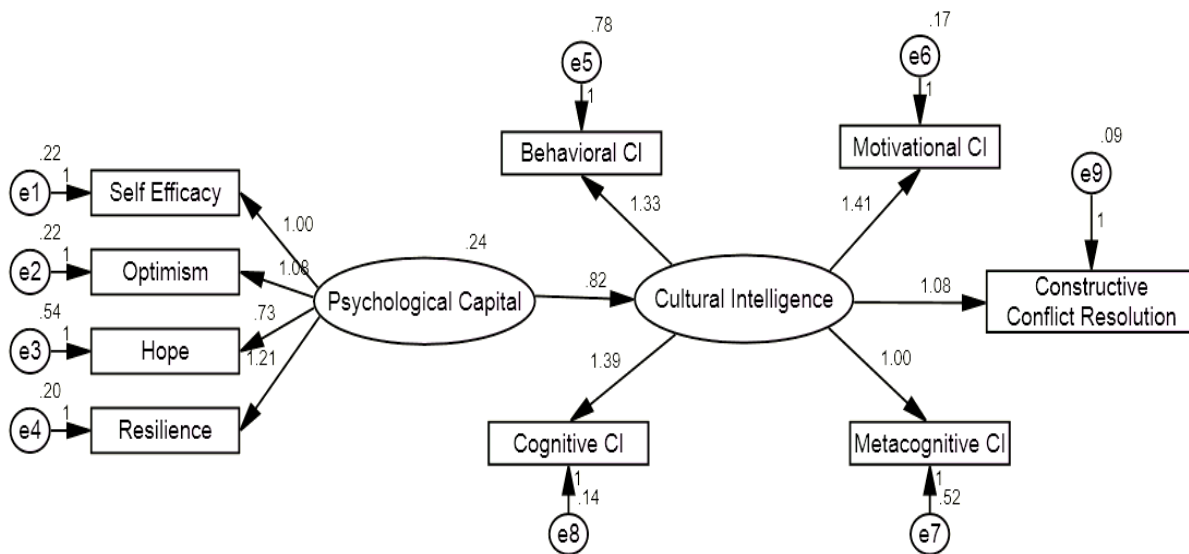 .78
e5
1
Behavioral CI
.17
e6
1
Motivational CI
.09
e9
1
Constructive
Conflict Resolution
.22
e1
1
Self Efficacy
1.00
.22
e2
1
Optimism
1.08
.54
e3
1
Hope
.73
.20
e4
1
Resilience
1.21
.24
Psychological Capital
.82
Cultural Intelligence
1.33
1.41
1.08
1.39
1.00
Cognitive CI
1
.14
e8
Metacognitive CI
1
.52
e7